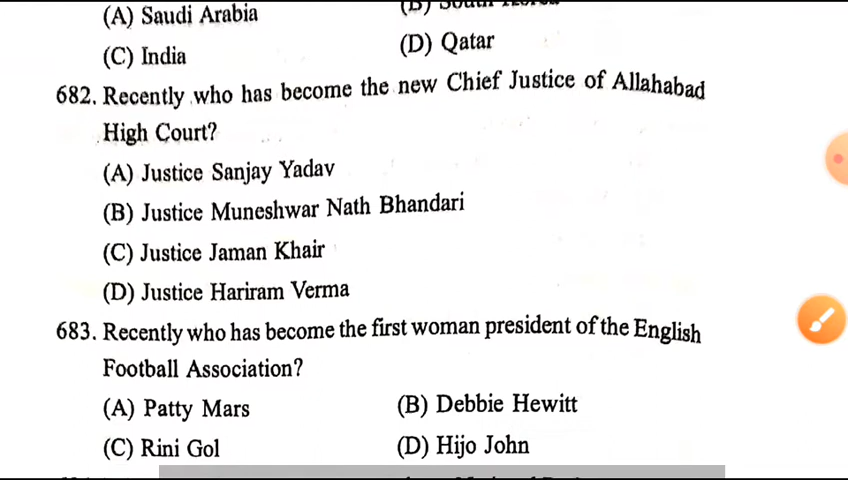 (A) Saudi Arabia
(C) India (D) Qatar
682. Recently who has become the new Chief Justice of Allahabad
High Court?
(A) Justice Sanjay Yadav
(B) Justice Muneshwar Nath Bhandari
(C) Justice Jaman Khair
(D) Justice Hariram Verma
683. Recently who has become the first woman president of the English
Football Association?
(A) Patty Mars (B) Debbie Hewitt
(C) Rini Gol (D) Hijo John